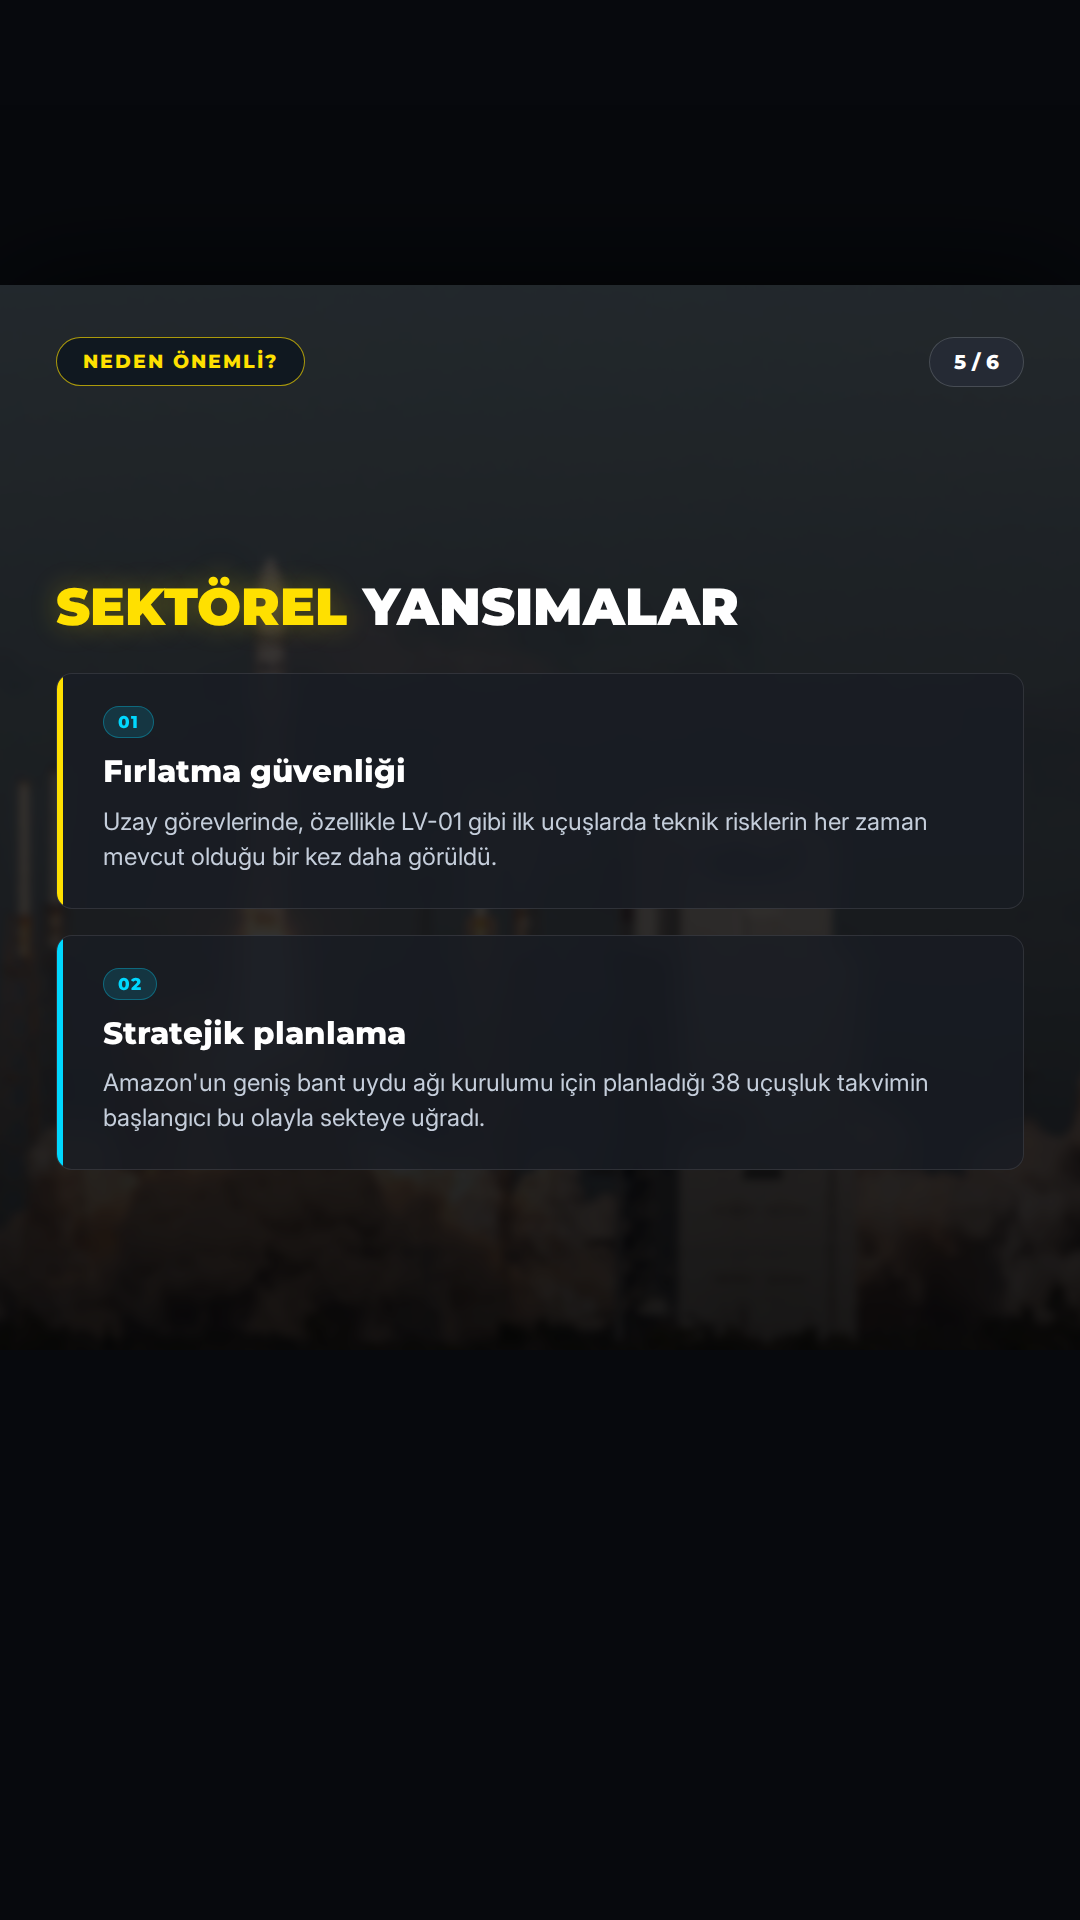 NEDEN ÖNEMLİ?
5 / 6
SEKTÖREL YANSIMALAR
01
Fırlatma güvenliği
Uzay görevlerinde, özellikle LV-01 gibi ilk uçuşlarda teknik risklerin her zaman
mevcut olduğu bir kez daha görüldü.
02
Stratejik planlama
Amazon'un geniş bant uydu ağı kurulumu için planladığı 38 uçuşluk takvimin
başlangıcı bu olayla sekteye uğradı.